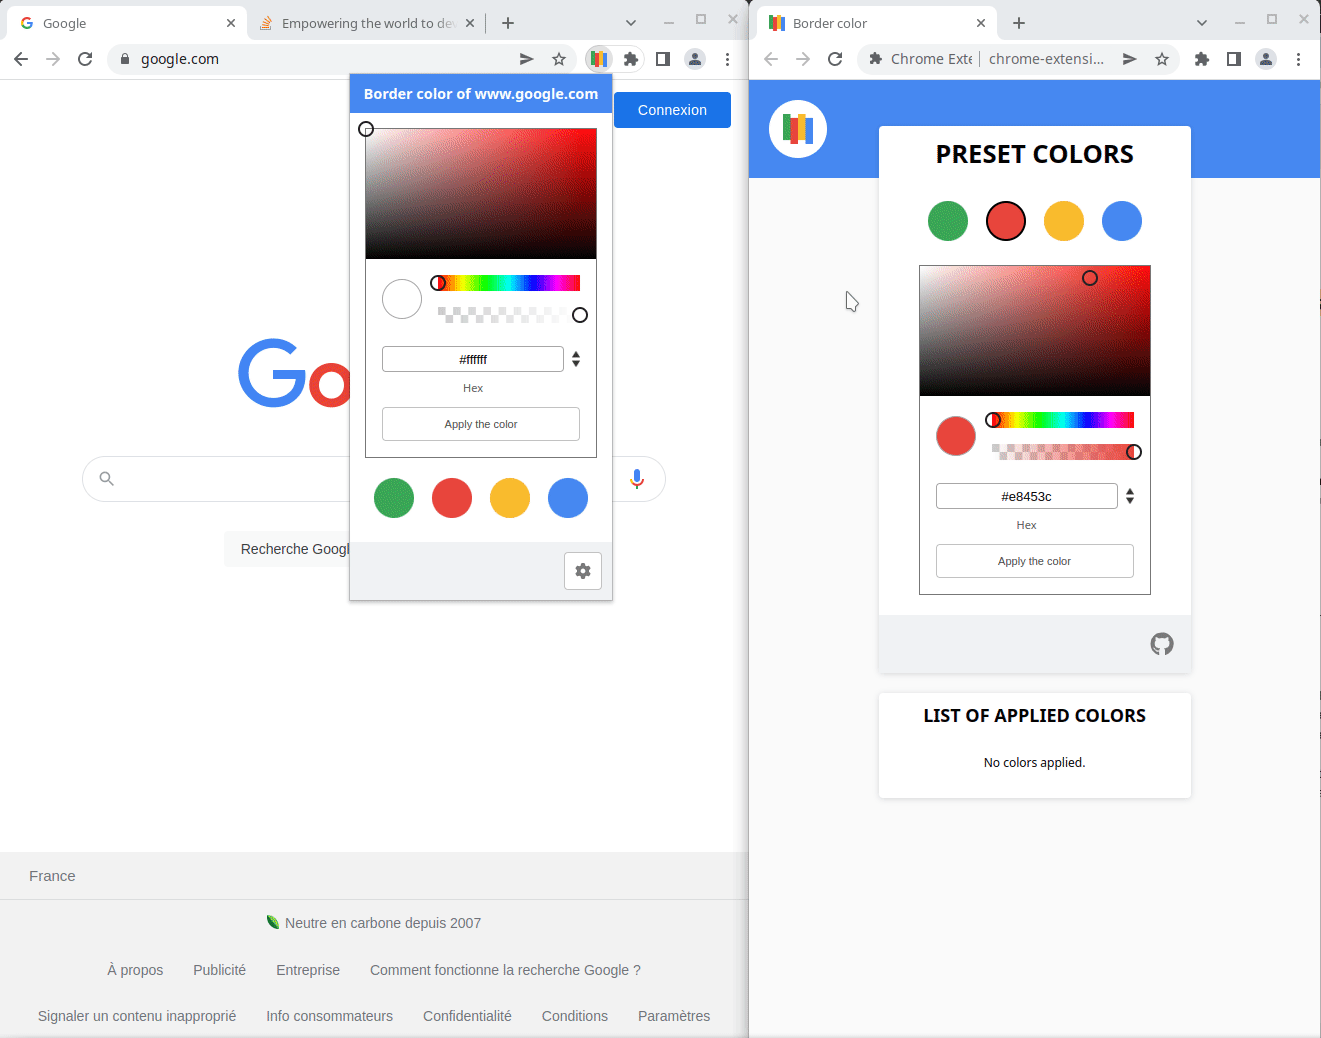 Google
Empowering the world to de
google.com
Border color of www.google.com
Connexion
#ffffff
Hex
Apply the color
Go
Recherche Googl
France
Neutre en carbone depuis 2007
À propos
Publicité
Entreprise
Comment fonctionne la recherche Google ?
Signaler un contenu inapproprié
Info consommateurs
Confidentialité
Conditions
Paramètres
Border color
Chrome Exte
chrome-extensi...
PRESET COLORS
#e8453c
Hex
Apply the color
LIST OF APPLIED COLORS
No colors applied.